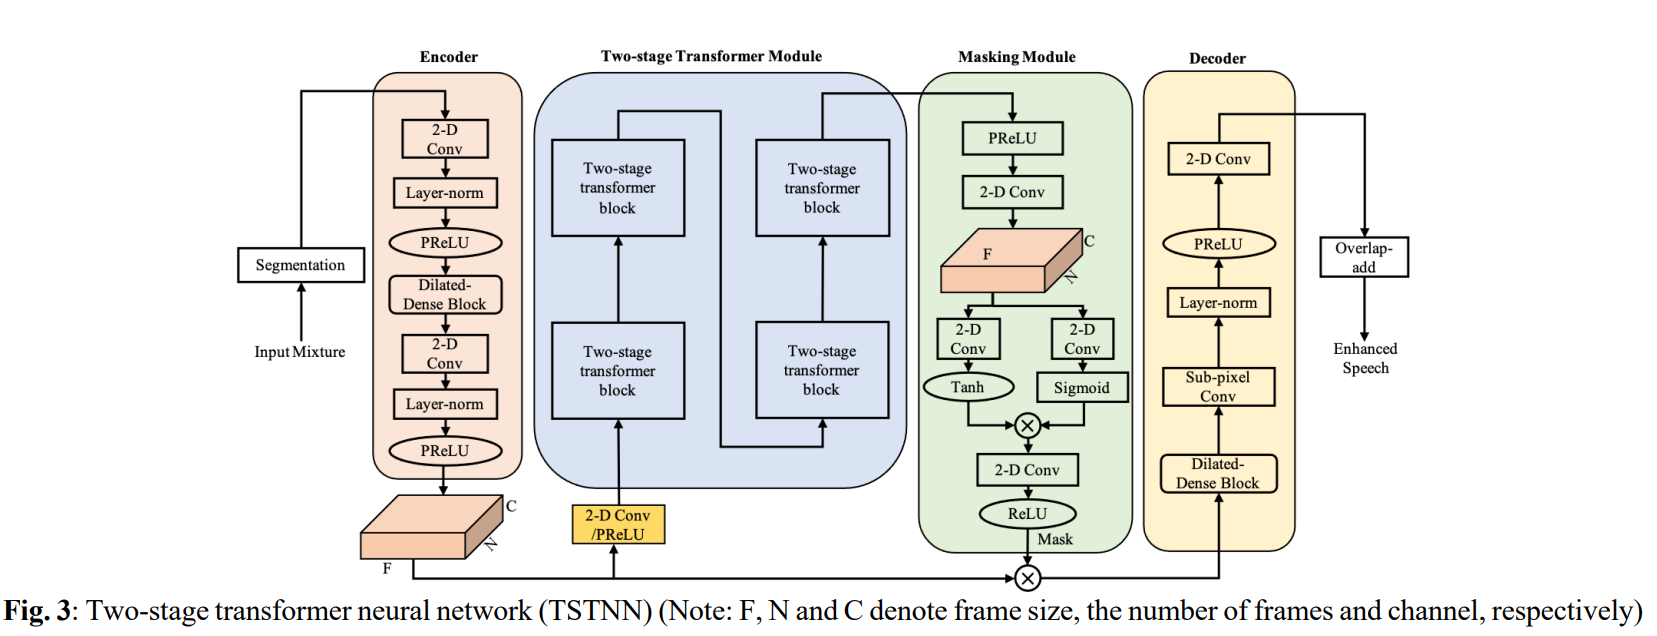 Encoder
Two-stage Transformer Module
Masking Module
Decoder
Input Mixture
Segmentation
2-D
Conv
Layer-norm
PReLU
Dilated-
Dense Block
2-D
Conv
Layer-norm
PReLU
C
N
F
2-D Conv
/PReLU
Two-stage
transformer
block
Two-stage
transformer
block
Two-stage
transformer
block
Two-stage
transformer
block
PReLU
2-D Conv
F
C
N
2-D
Conv
2-D
Conv
Tanh
Sigmoid
2-D Conv
ReLU
Mask
Dilated-
Dense Block
Sub-pixel
Conv
Layer-norm
PReLU
2-D Conv
Overlap-
add
Enhanced
Speech
Fig. 3: Two-stage transformer neural network (TSTNN) (Note: F, N and C denote frame size, the number of frames and channel, respectively)